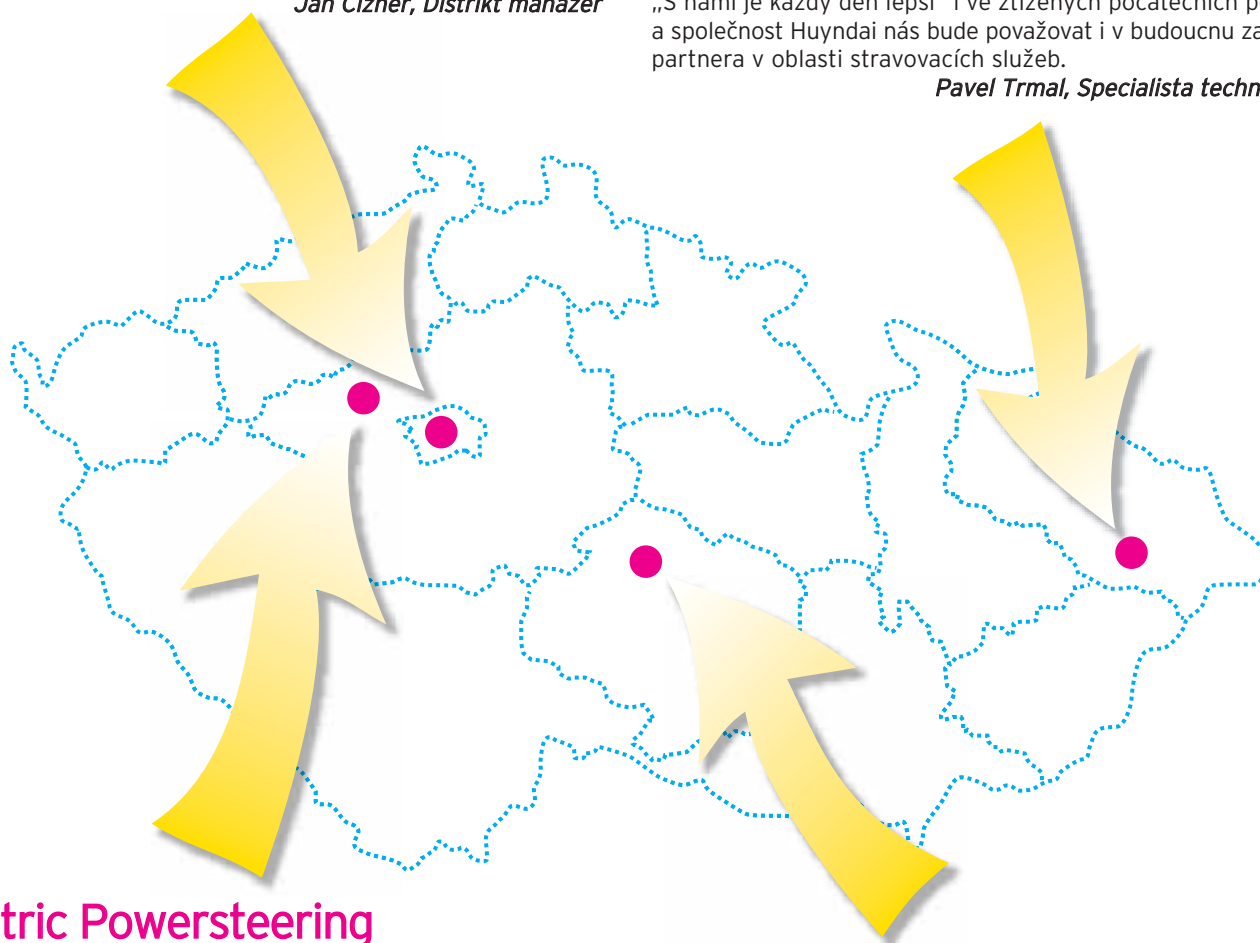 Jan Cizner, Distrikt manažer
„S námi je každý den lepší“ i ve ztížených počátečních
a společnost Huyndai nás bude považovat i v budoucnu za
partnera v oblasti stravovacích služeb.
Pavel Trmal, Specialista techn
tric Powersteering